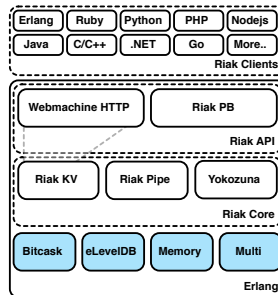 Erlang Ruby Python PHP Nodejs
Java C/C++ .NET Go More..
Riak Clients
Webmachine HTTP Riak PB
Riak API
Riak KV Riak Pipe Yokozuna
Riak Core
Bitcask eLevelDB Memory Multi
Erlang